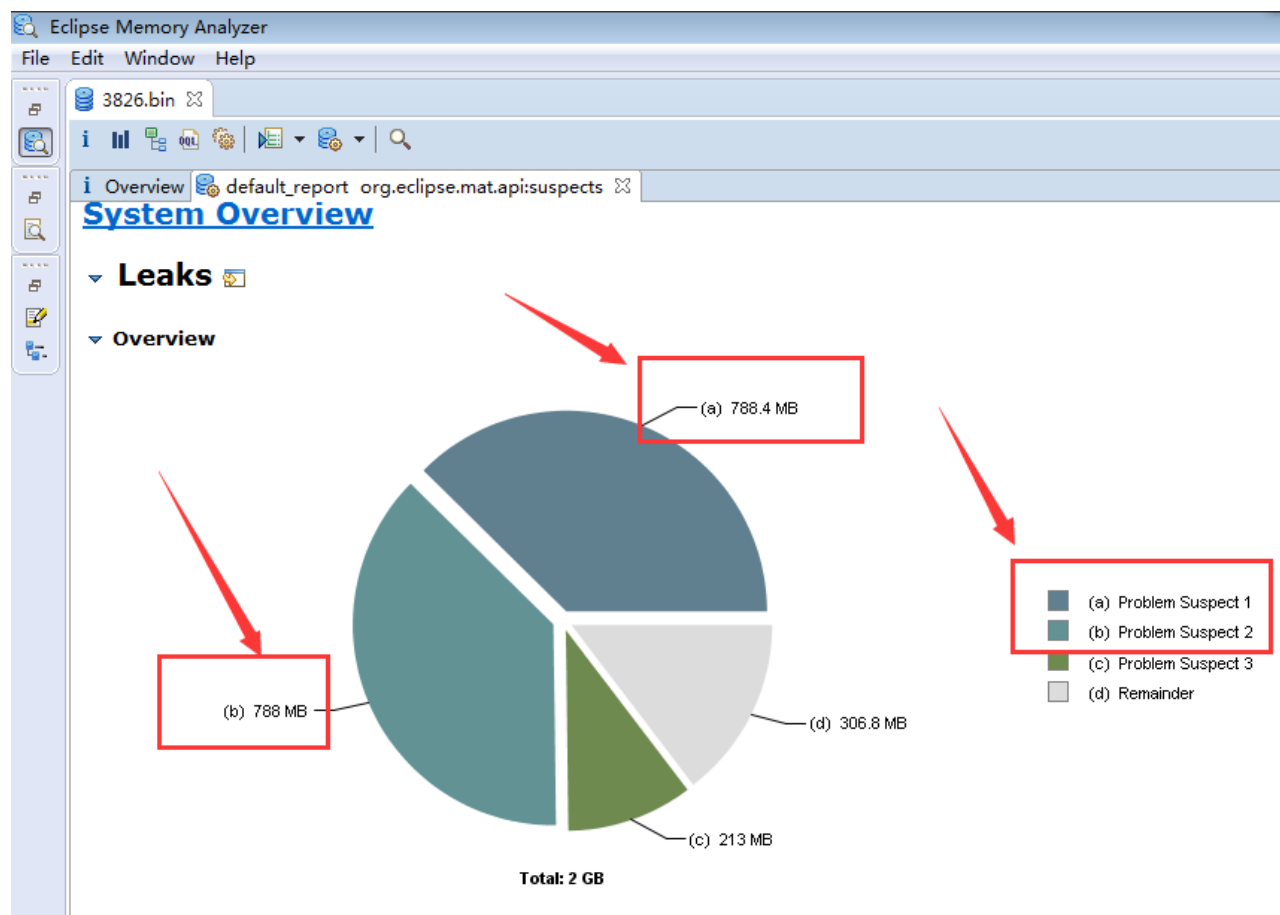 Eclipse Memory Analyzer
File Edit Window Help
3826.bin
i OQL
i Overview default_report org.eclipse.mat.api:suspects
System Overview
Leaks
Overview
(a) 788.4 MB
(a) Problem Suspect 1
(b) Problem Suspect 2
(c) Problem Suspect 3
(d) Remainder
(b) 788 MB
(d) 306.8 MB
(c) 213 MB
Total: 2 GB